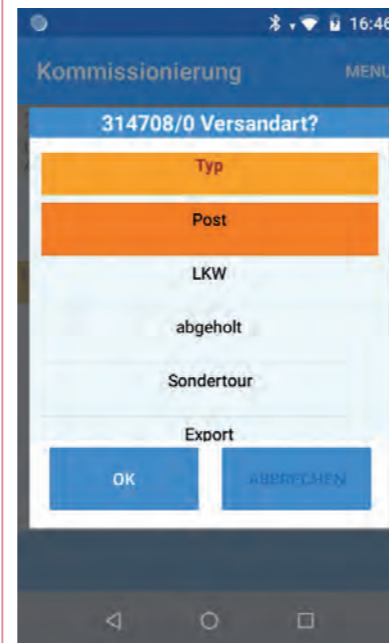 16:46
Kommissionierung MENU
314708/0 Versandart?
Typ
Post
LKW
abgeholt
Sondertour
Export
OK ABBRECHEN